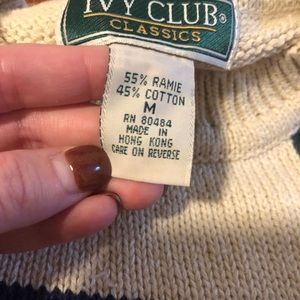 IVY CLUB®
CLASSICS
55% RAMIE
45% COTTON
M
RN 80484
MADE IN
HONG KONG
CARE ON REVERSE